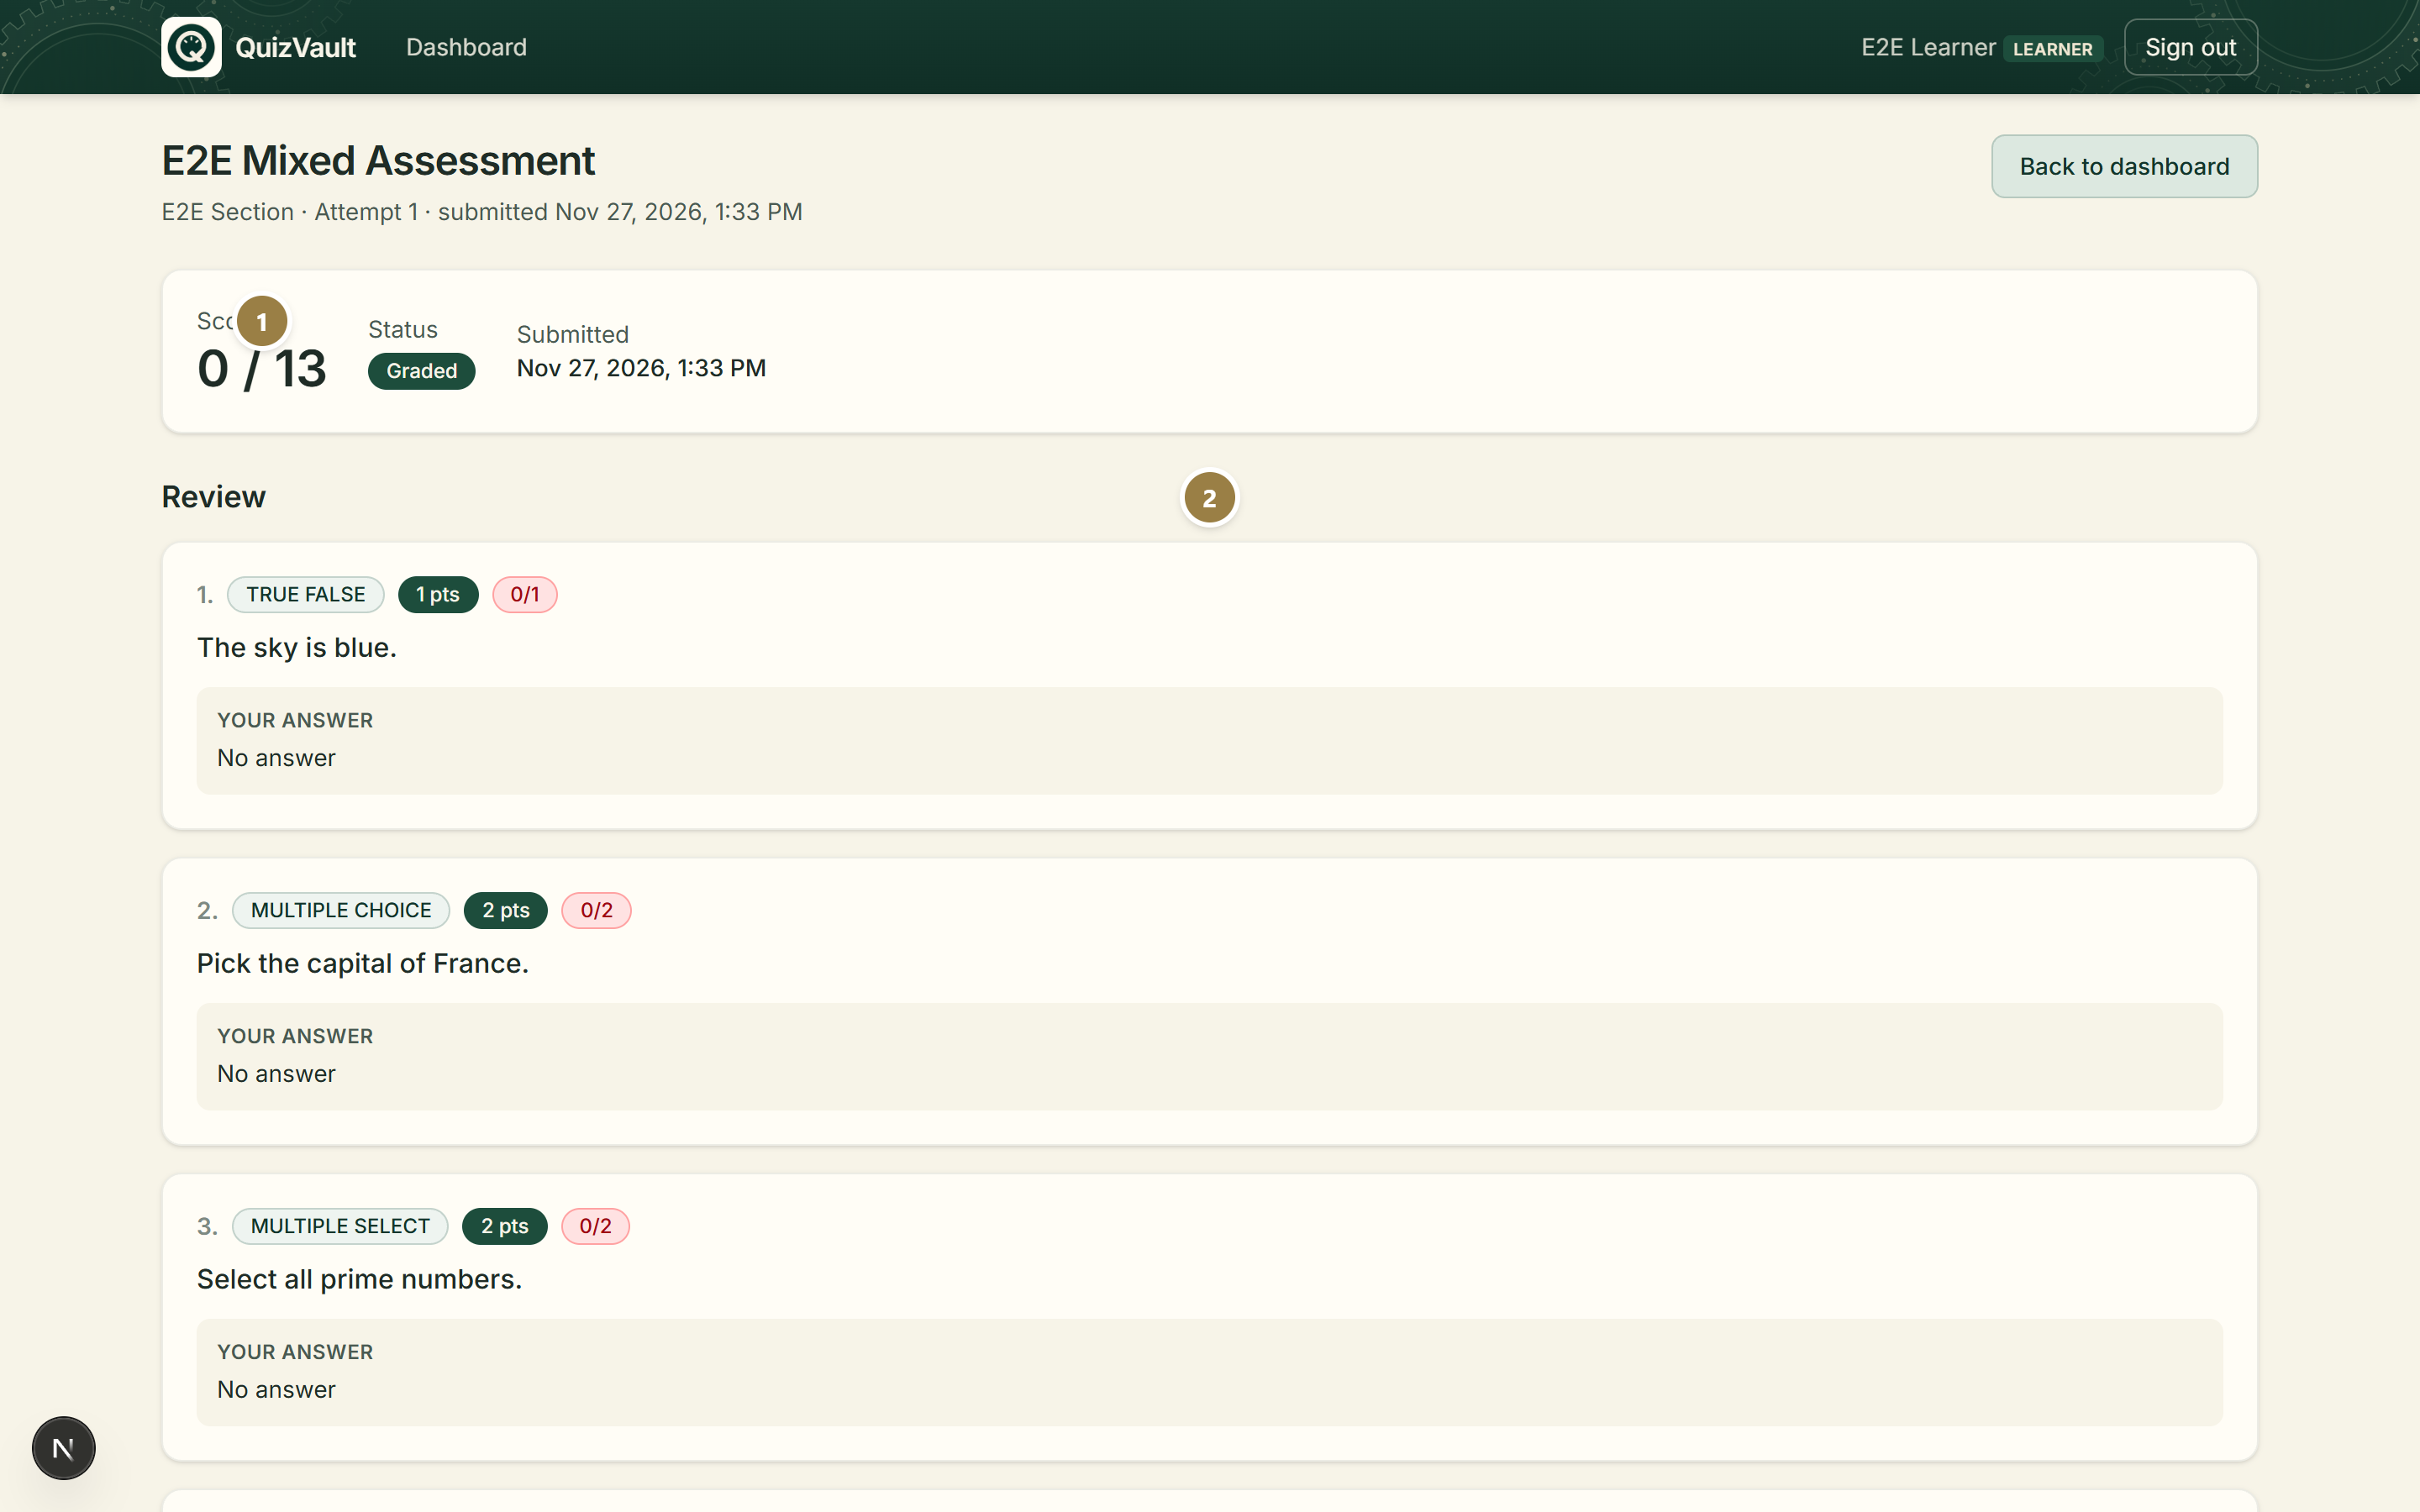 QuizVault
Dashboard
E2E Learner LEARNER
Sign out
E2E Mixed Assessment
E2E Section · Attempt 1 · submitted Nov 27, 2026, 1:33 PM
Back to dashboard
1
0 / 13
Status
Graded
Submitted
Nov 27, 2026, 1:33 PM
Review
2
1. TRUE FALSE 1 pts 0/1
The sky is blue.
YOUR ANSWER
No answer
2. MULTIPLE CHOICE 2 pts 0/2
Pick the capital of France.
YOUR ANSWER
No answer
3. MULTIPLE SELECT 2 pts 0/2
Select all prime numbers.
YOUR ANSWER
No answer
N